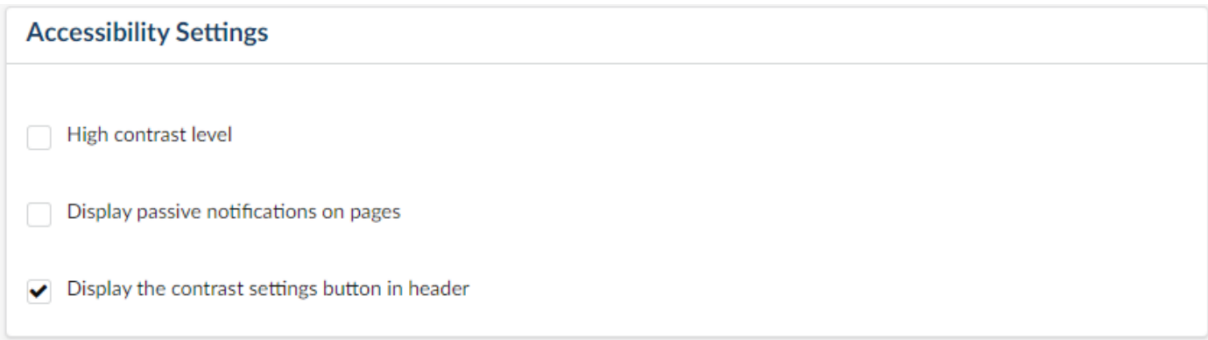 Accessibility Settings
High contrast level
Display passive notifications on pages
Display the contrast settings button in header